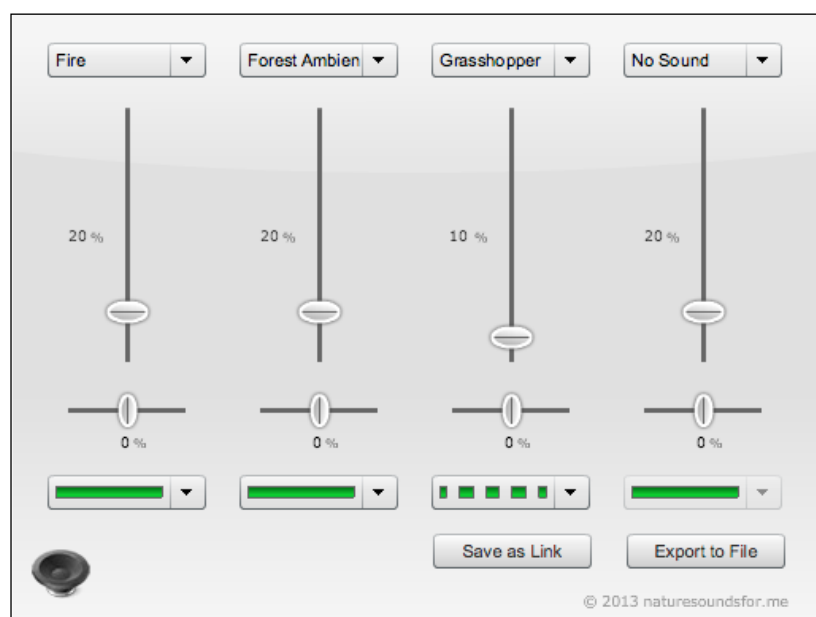 Fire Forest Ambien Grasshopper No Sound
20 % 20 % 10 % 20 %
0 % 0 % 0 % 0 %
Save as Link Export to File
© 2013 naturesoundsfor.me